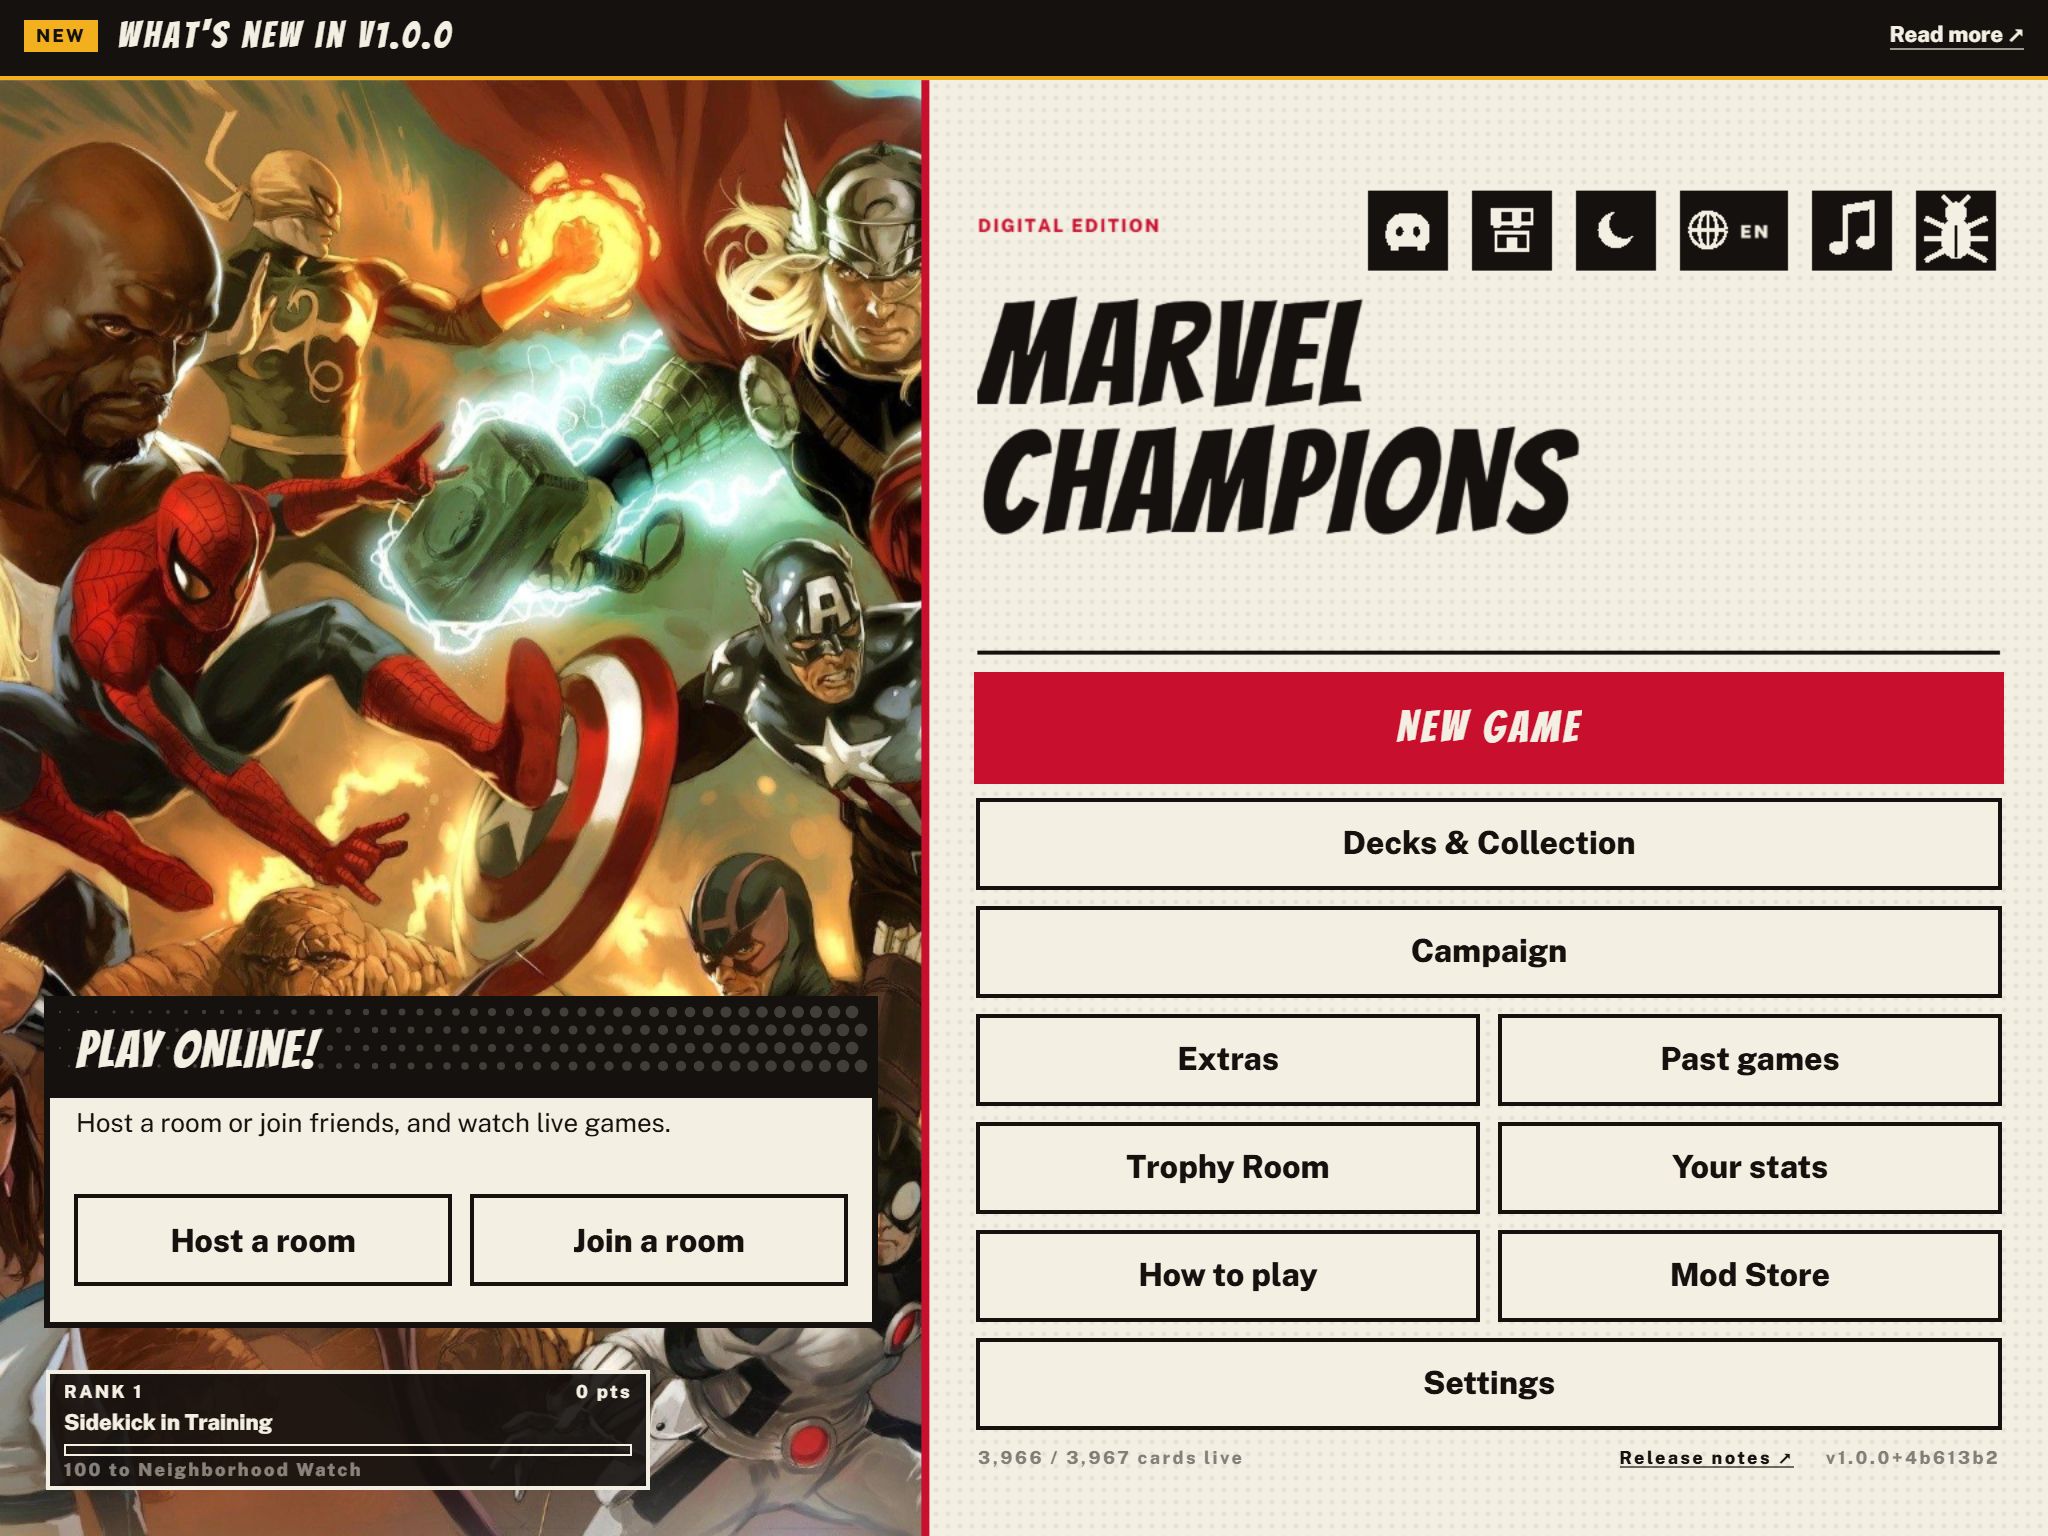 NEW WHAT'S NEW IN V1.0.0 Read more ↗
DIGITAL EDITION
EN
MARVEL
CHAMPIONS
NEW GAME
Decks & Collection
Campaign
Extras
Past games
Trophy Room
Your stats
How to play
Mod Store
Settings
3,966 / 3,967 cards live
Release notes ↗
v1.0.0+4b613b2
PLAY ONLINE!
Host a room or join friends, and watch live games.
Host a room
Join a room
RANK 1 0 pts
Sidekick in Training
100 to Neighborhood Watch
A